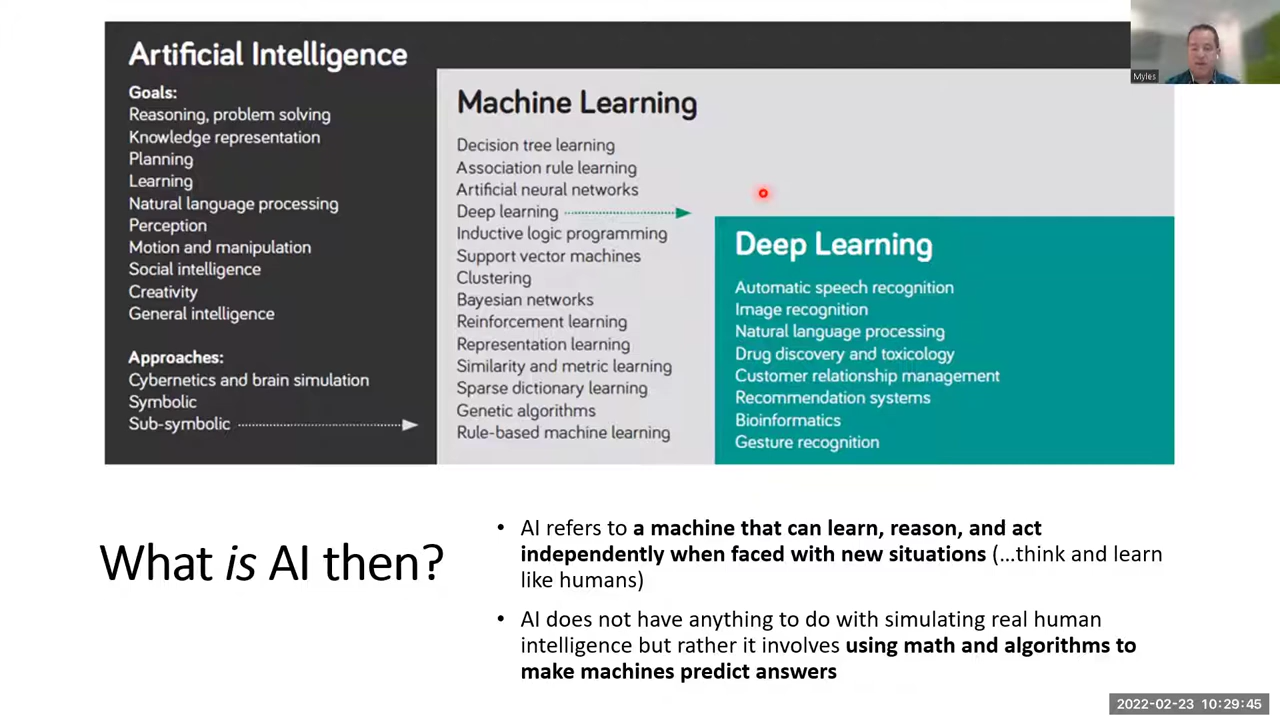 Artificial Intelligence
Goals:
Reasoning, problem solving
Knowledge representation
Planning
Learning
Natural language processing
Perception
Motion and manipulation
Social intelligence
Creativity
General intelligence
Approaches:
Cybernetics and brain simulation
Symbolic
Sub-symbolic
Machine Learning
Decision tree learning
Association rule learning
Artificial neural networks
Deep learning
Inductive logic programming
Support vector machines
Clustering
Bayesian networks
Reinforcement learning
Representation learning
Similarity and metric learning
Sparse dictionary learning
Genetic algorithms
Rule-based machine learning
Deep Learning
Automatic speech recognition
Image recognition
Natural language processing
Drug discovery and toxicology
Customer relationship management
Recommendation systems
Bioinformatics
Gesture recognition
Myles
What is AI then?
• AI refers to a machine that can learn, reason, and act
independently when faced with new situations (…think and learn
like humans)
• AI does not have anything to do with simulating real human
intelligence but rather it involves using math and algorithms to
make machines predict answers
2022-02-23 10:29:45